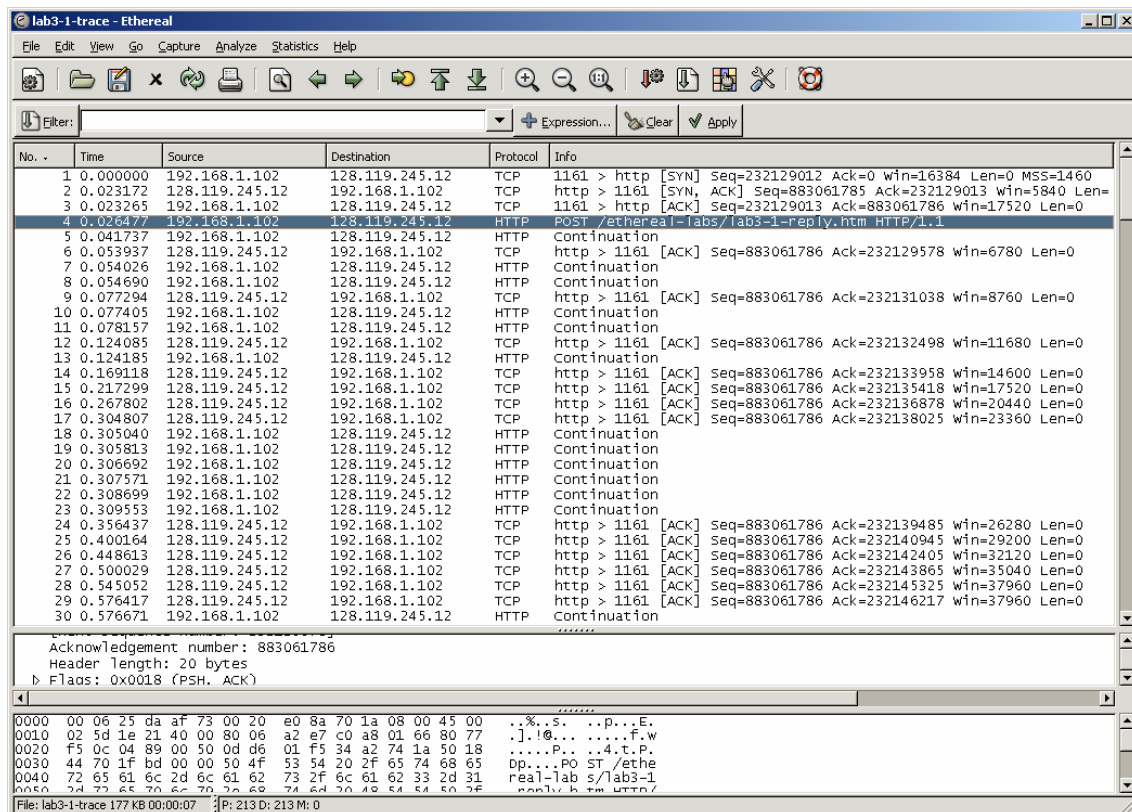 lab3-1-trace - Ethereal
File Edit View Go Capture Analyze Statistics Help
Filter: Expression... Clear Apply
No. Time Source Destination Protocol Info
1 0.000000 192.168.1.102 128.119.245.12 TCP 1161 > http [SYN] Seq=232129012 Ack=0 Win=16384 Len=0 MSS=1460
2 0.023172 128.119.245.12 192.168.1.102 TCP http > 1161 [SYN, ACK] Seq=883061785 Ack=232129013 Win=5840 Len=
3 0.023265 192.168.1.102 128.119.245.12 TCP 1161 > http [ACK] Seq=232129013 Ack=883061786 Win=17520 Len=0
4 0.026477 192.168.1.102 128.119.245.12 HTTP POST /ethereal-labs/lab3-1-reply.htm HTTP/1.1
5 0.041737 192.168.1.102 128.119.245.12 HTTP Continuation
6 0.053937 128.119.245.12 192.168.1.102 TCP http > 1161 [ACK] Seq=883061786 Ack=232129578 Win=6780 Len=0
7 0.054026 192.168.1.102 128.119.245.12 HTTP Continuation
8 0.054690 192.168.1.102 128.119.245.12 HTTP Continuation
9 0.077294 128.119.245.12 192.168.1.102 TCP http > 1161 [ACK] Seq=883061786 Ack=232131038 Win=8760 Len=0
10 0.077405 192.168.1.102 128.119.245.12 HTTP Continuation
11 0.078157 192.168.1.102 128.119.245.12 HTTP Continuation
12 0.124085 128.119.245.12 192.168.1.102 TCP http > 1161 [ACK] Seq=883061786 Ack=232132498 Win=11680 Len=0
13 0.124185 192.168.1.102 128.119.245.12 HTTP Continuation
14 0.169118 128.119.245.12 192.168.1.102 TCP http > 1161 [ACK] Seq=883061786 Ack=232133958 Win=14600 Len=0
15 0.217299 128.119.245.12 192.168.1.102 TCP http > 1161 [ACK] Seq=883061786 Ack=232135418 Win=17520 Len=0
16 0.267802 128.119.245.12 192.168.1.102 TCP http > 1161 [ACK] Seq=883061786 Ack=232136878 Win=20440 Len=0
17 0.304807 128.119.245.12 192.168.1.102 TCP http > 1161 [ACK] Seq=883061786 Ack=232138025 Win=23360 Len=0
18 0.305040 192.168.1.102 128.119.245.12 HTTP Continuation
19 0.305813 192.168.1.102 128.119.245.12 HTTP Continuation
20 0.306692 192.168.1.102 128.119.245.12 HTTP Continuation
21 0.307571 192.168.1.102 128.119.245.12 HTTP Continuation
22 0.308699 192.168.1.102 128.119.245.12 HTTP Continuation
23 0.309553 192.168.1.102 128.119.245.12 HTTP Continuation
24 0.356437 128.119.245.12 192.168.1.102 TCP http > 1161 [ACK] Seq=883061786 Ack=232139485 Win=26280 Len=0
25 0.400164 128.119.245.12 192.168.1.102 TCP http > 1161 [ACK] Seq=883061786 Ack=232140945 Win=29200 Len=0
26 0.448613 128.119.245.12 192.168.1.102 TCP http > 1161 [ACK] Seq=883061786 Ack=232142405 Win=32120 Len=0
27 0.500029 128.119.245.12 192.168.1.102 TCP http > 1161 [ACK] Seq=883061786 Ack=232143865 Win=35040 Len=0
28 0.545052 128.119.245.12 192.168.1.102 TCP http > 1161 [ACK] Seq=883061786 Ack=232145325 Win=37960 Len=0
29 0.576417 128.119.245.12 192.168.1.102 TCP http > 1161 [ACK] Seq=883061786 Ack=232146217 Win=37960 Len=0
30 0.576671 192.168.1.102 128.119.245.12 HTTP Continuation
Acknowledgement number: 883061786
Header length: 20 bytes
Flags: 0x0018 (PSH, ACK)
0000 00 06 25 da af 73 00 20 e0 8a 70 1a 08 00 45 00 ..%..s. ..p...E.
0010 02 5d 1e 21 40 00 80 06 a2 e7 c0 a8 01 66 80 77 .].!@... .....f.w
0020 f5 0c 04 89 00 50 0d d6 01 f5 34 a2 74 1a 50 18 .....P.. ..4.t.P.
0030 44 70 1f bd 00 00 50 4f 53 54 20 2f 65 74 68 65 Dp....PO ST /ethe
0040 72 65 61 6c 2d 6c 61 62 73 2f 6c 61 62 33 2d 31 real-lab s/lab3-1
0050 2d 72 65 70 6c 79 2e 68 74 6d 20 48 54 54 50 2f -reply.h tm HTTP/
File: lab3-1-trace 177 KB 00:00:07 P: 213 D: 213 M: 0